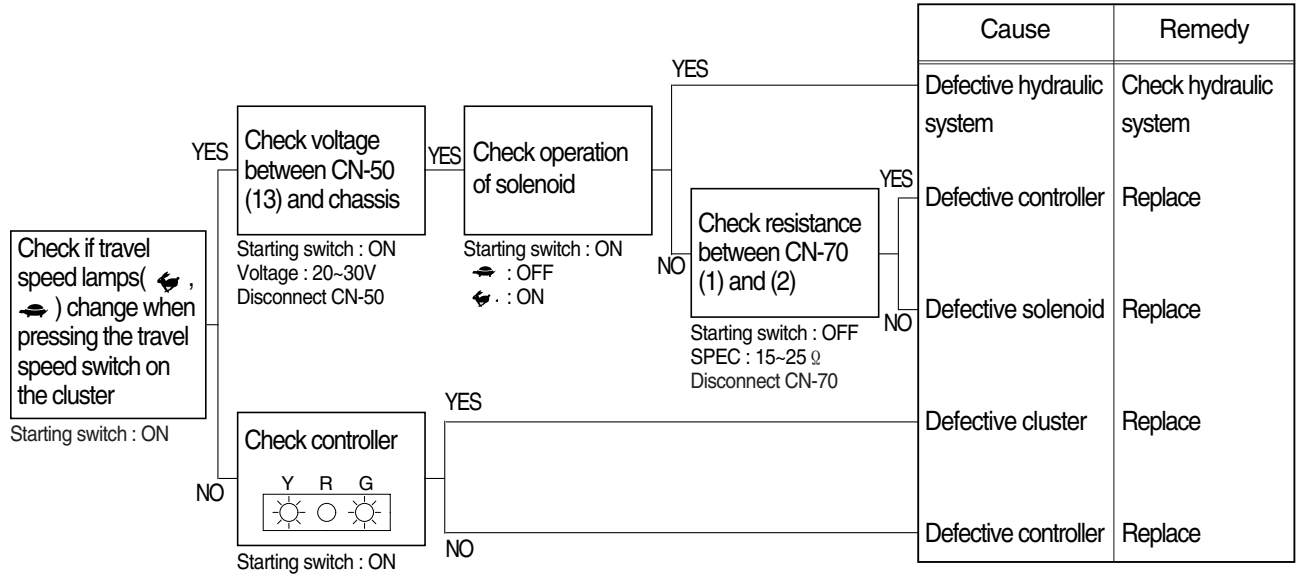 Cause
Remedy
YES
Defective hydraulic
system
Check hydraulic
system
YES
Check voltage
between CN-50
(13) and chassis
Starting switch : ON
Voltage : 20~30V
Disconnect CN-50
YES
Check operation
of solenoid
Starting switch : ON
: OFF
: ON
NO
Check resistance
between CN-70
(1) and (2)
Starting switch : OFF
SPEC : 15~25 Ω
Disconnect CN-70
YES
Defective controller
Replace
NO
Defective solenoid
Replace
Check if travel
speed lamps( ,
) change when
pressing the travel
speed switch on
the cluster
Starting switch : ON
NO
Check controller
Y R G
Starting switch : ON
YES
Defective cluster
Replace
NO
Defective controller
Replace